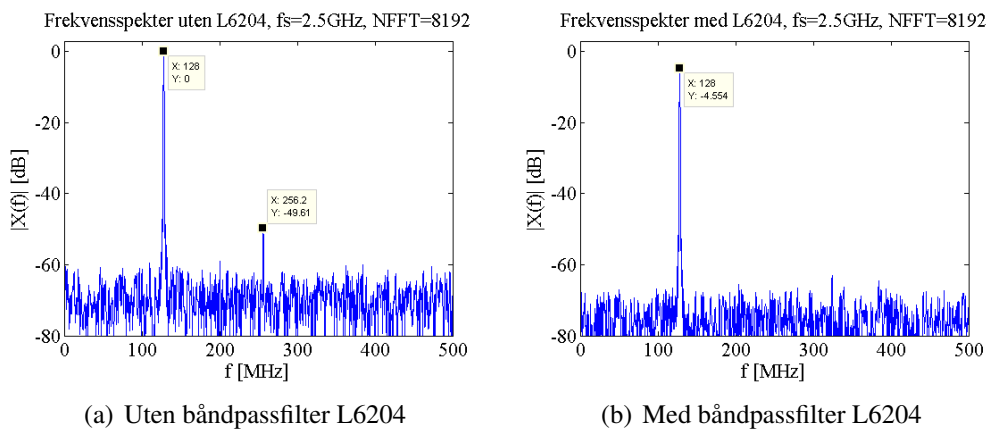 Frekvensspekter uten L6204, fs=2.5GHz, NFFT=8192
0
-20
-40
-60
-80
|X(f)| [dB]
X: 128
Y: 0
X: 256.2
Y: -49.61
0 100 200 300 400 500
f [MHz]
(a) Uten båndpassfilter L6204
Frekvensspekter med L6204, fs=2.5GHz, NFFT=8192
0
-20
-40
-60
-80
|X(f)| [dB]
X: 128
Y: -4.554
0 100 200 300 400 500
f [MHz]
(b) Med båndpassfilter L6204